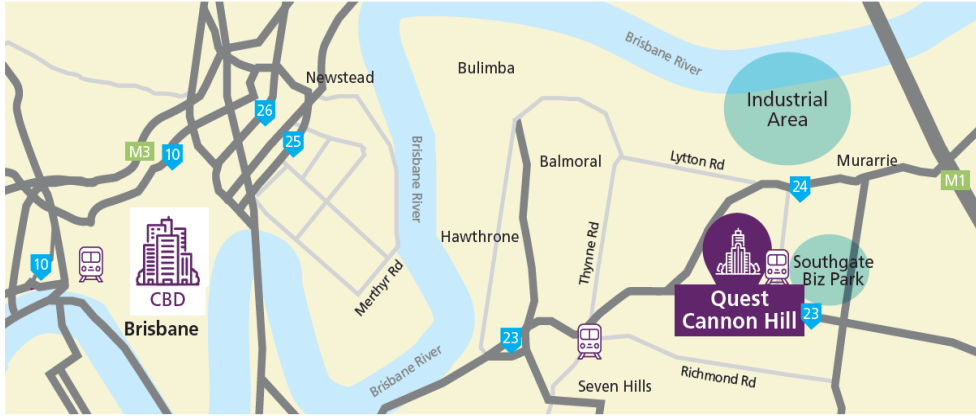 Brisbane River
Newstead
Bulimba
Industrial
Area
26
25
M3
10
Brisbane River
Balmoral
Lytton Rd
Murarrie
M1
24
Hawthrone
Thynne Rd
10
CBD
Brisbane
Merthyr Rd
Southgate
Biz Park
Quest
Cannon Hill
23
23
Brisbane River
Richmond Rd
Seven Hills